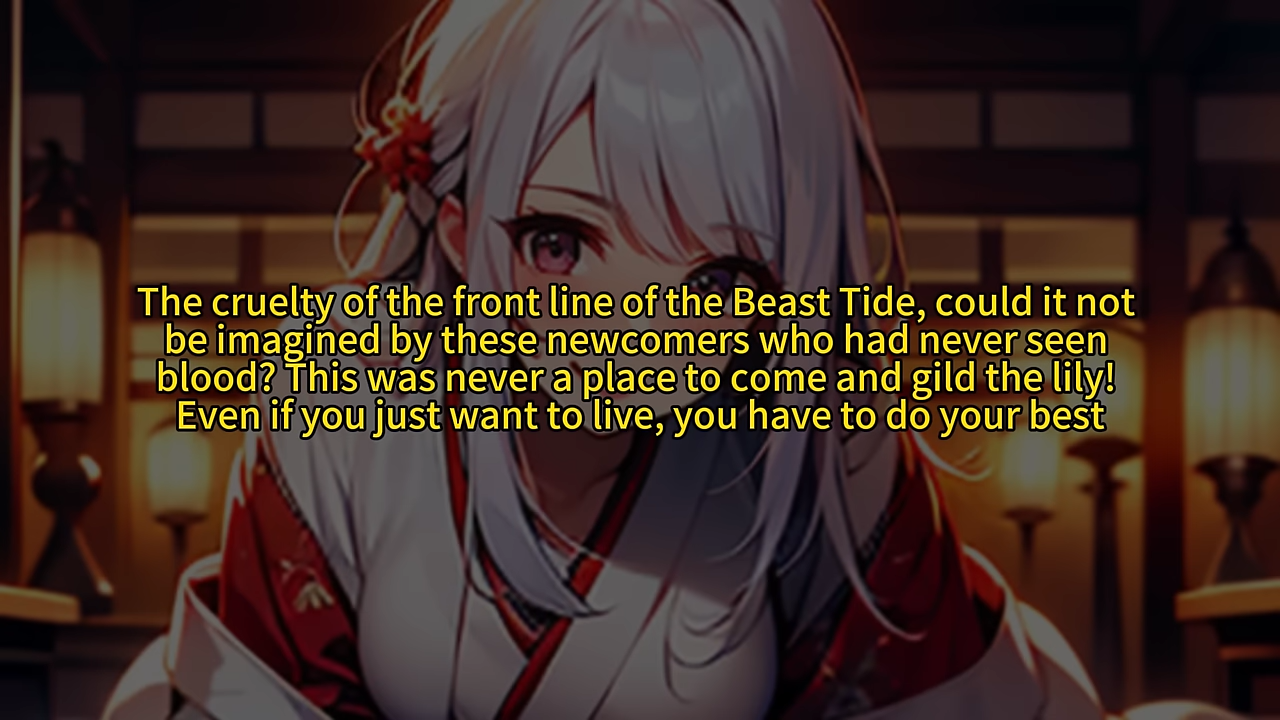 The cruelty of the front line of the Beast Tide, could it not
be imagined by these newcomers who had never seen
blood? This was never a place to come and gild the lily!
Even if you just want to live, you have to do your best